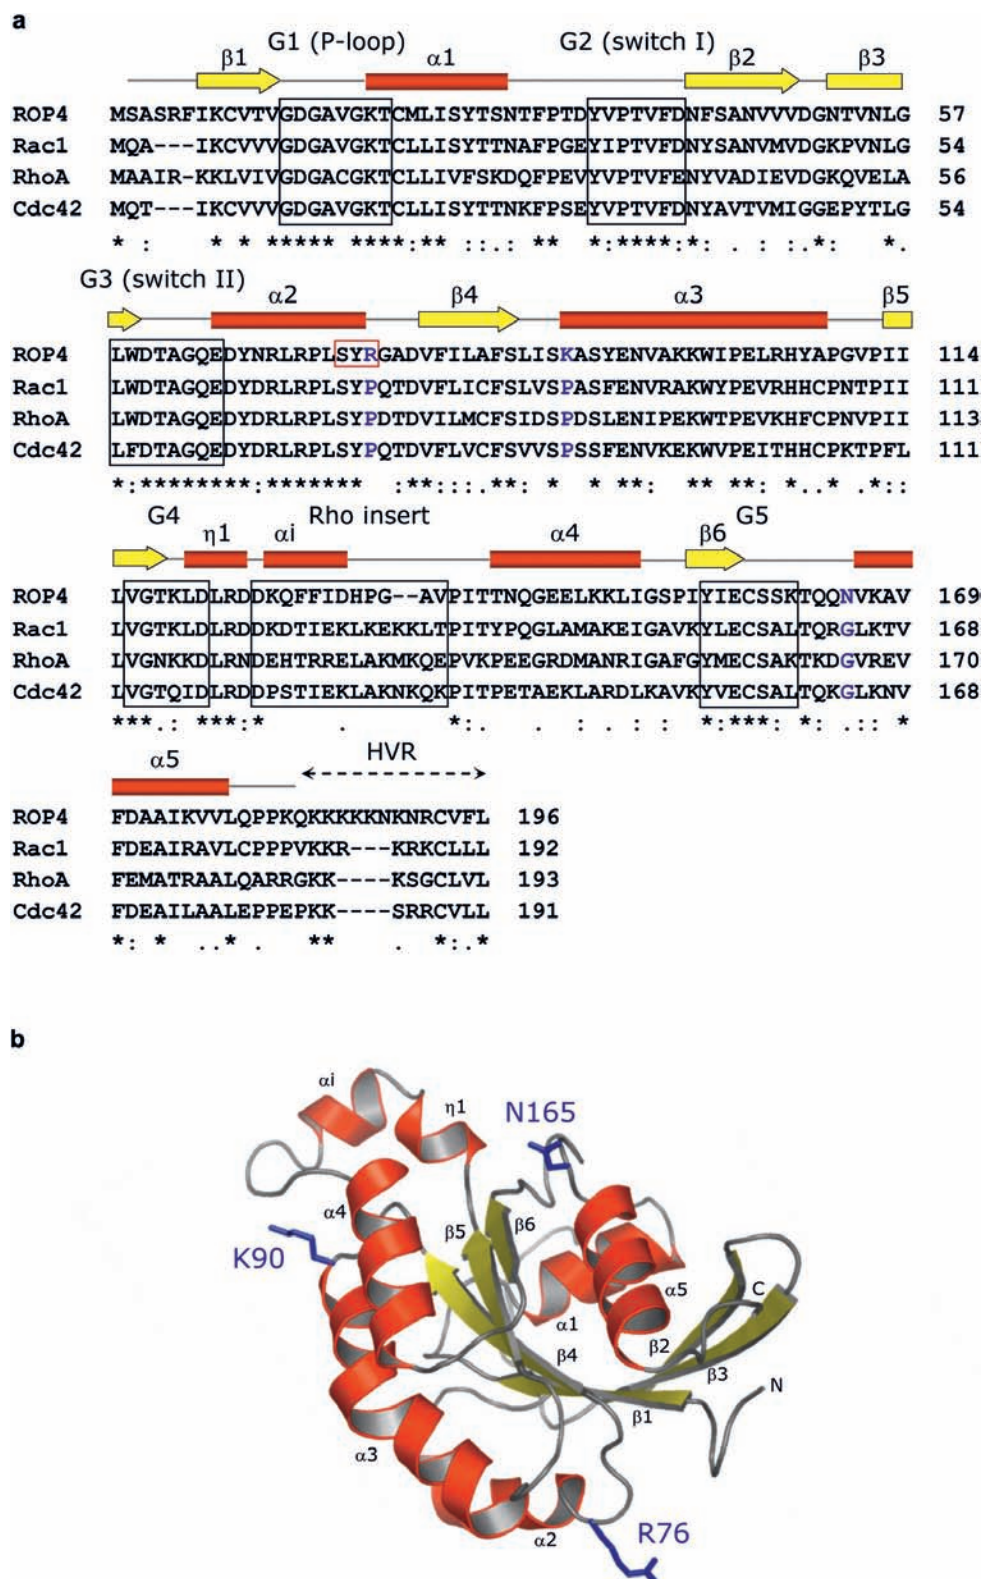 a
G1 (P-loop) G2 (switch I)
β1 α1 β2 β3
ROP4 MSASRFIKCVTVGDGAVGKTCMLISYTSNTFPTDYVPTVFDNFSANVVVDGNTVNLG 57
Rac1 MQA---IKCVVVGDGAVGKTCLLISYTTNAFPGEYIPTVFDNYSANVMVDGKPVNLG 54
RhoA MAAIR-KKLVIVGDGACGKTCLLIVFSKDQFPEVYVPTVFENYVADIEVDGKQVELA 56
Cdc42 MQT---IKCVVVGDGAVGKTCLLISYTTNKFPSEYVPTVFDNYAVTVMIGGEPYTLG 54
* : * * ***** ****:** ::.: ** *:****:*: . : :.*: *.
G3 (switch II)
α2 β4 α3 β5
ROP4 LWDTAGQEDYNRLRPLSYRGADVFILAFSLISKASYENVAKKWIPELRHYAPGVPII 114
Rac1 LWDTAGQEDYDRLRPLSYPQTDVFLICFSLVSPASFENVRAKWYPEVRHHCPNTPII 111
RhoA LWDTAGQEDYDRLRPLSYPDTDVILMCFSIDSPDSLENIPEKWTPEVKHFCPNVPII 113
Cdc42 LFDTAGQEDYDRLRPLSYPQTDVFLVCFSVVSPSSFENVKEKWVPEITHHCPKTPFL 111
*:********:******* :**:::.**: * * **: ** **: *..* .*::
G4 Rho insert G5
η1 αi α4 β6
ROP4 LVGTKLDLRDDKQFFIDHPG--AVPITTNQGEELKKLIGSPIYIECSSKTQQNVKAV 169
Rac1 LVGTKLDLRDDKDTIEKLKEKKLTPITYPQGLAMAKEIGAVKYLECSALTQRGLKTV 168
RhoA LVGNKKDLRNDEHTRRELAKMKQEPVKPEEGRDMANRIGAFGYMECSAKTKDGVREV 170
Cdc42 LVGTQIDLRDDPSTIEKLAKNKQKPITPETAEKLARDLKAVKYVECSALTQKGLKNV 168
***.: ***:* . *:. . : . : : *:***: *: .:: *
α5 HVR
ROP4 FDAAIKVVLQPPKQKKKKKNKNRCVFL 196
Rac1 FDEAIRAVLCPPPVKKR---KRKCLLL 192
RhoA FEMATRAALQARRGKK----KSGCLVL 193
Cdc42 FDEAILAALEPPEPKK----SRRCVLL 191
*: * ..* . ** . *:.*
b
αi
η1
N165
α4
β5
β6
K90
α5
C
α1
β2
β4
β3
N
β1
α3
α2
R76